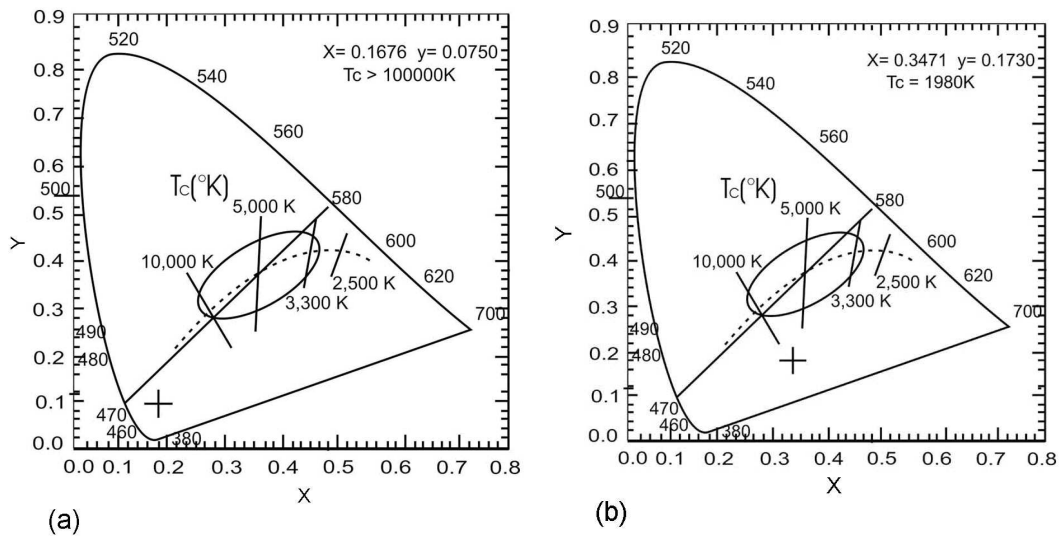 0.9
0.8
0.7
0.6
500
0.5
0.4
0.3
490
480
0.2
0.1
0.0
Y
520
540
560
580
600
620
700
470
460
380
X= 0.1676 y= 0.0750
Tc > 100000K
Tc(°K)
5,000 K
10,000 K
3,300 K
2,500 K
0.0 0.1 0.2 0.3 0.4 0.5 0.6 0.7 0.8
X
(a)
0.9
0.8
0.7
0.6
500
0.5
0.4
0.3
490
480
0.2
0.1
0.0
Y
520
540
560
580
600
620
700
470
460
380
X= 0.3471 y= 0.1730
Tc = 1980K
Tc(°K)
5,000 K
10,000 K
3,300 K
2,500 K
0.0 0.1 0.2 0.3 0.4 0.5 0.6 0.7 0.8
X
(b)